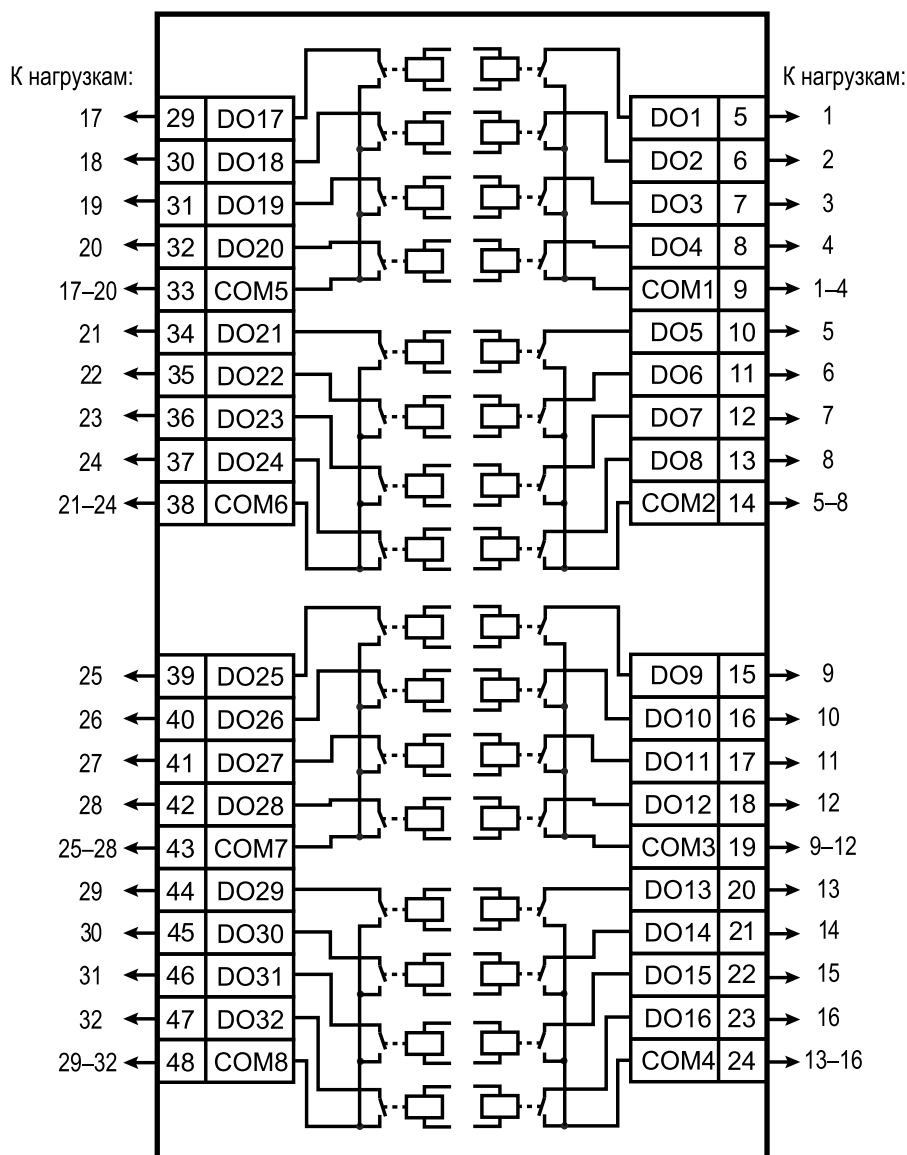 К нагрузкам: К нагрузкам:
17 29 DO17 DO1 5 1
18 30 DO18 DO2 6 2
19 31 DO19 DO3 7 3
20 32 DO20 DO4 8 4
17–20 33 COM5 COM1 9 1–4
21 34 DO21 DO5 10 5
22 35 DO22 DO6 11 6
23 36 DO23 DO7 12 7
24 37 DO24 DO8 13 8
21–24 38 COM6 COM2 14 5–8
25 39 DO25 DO9 15 9
26 40 DO26 DO10 16 10
27 41 DO27 DO11 17 11
28 42 DO28 DO12 18 12
25–28 43 COM7 COM3 19 9–12
29 44 DO29 DO13 20 13
30 45 DO30 DO14 21 14
31 46 DO31 DO15 22 15
32 47 DO32 DO16 23 16
29–32 48 COM8 COM4 24 13–16